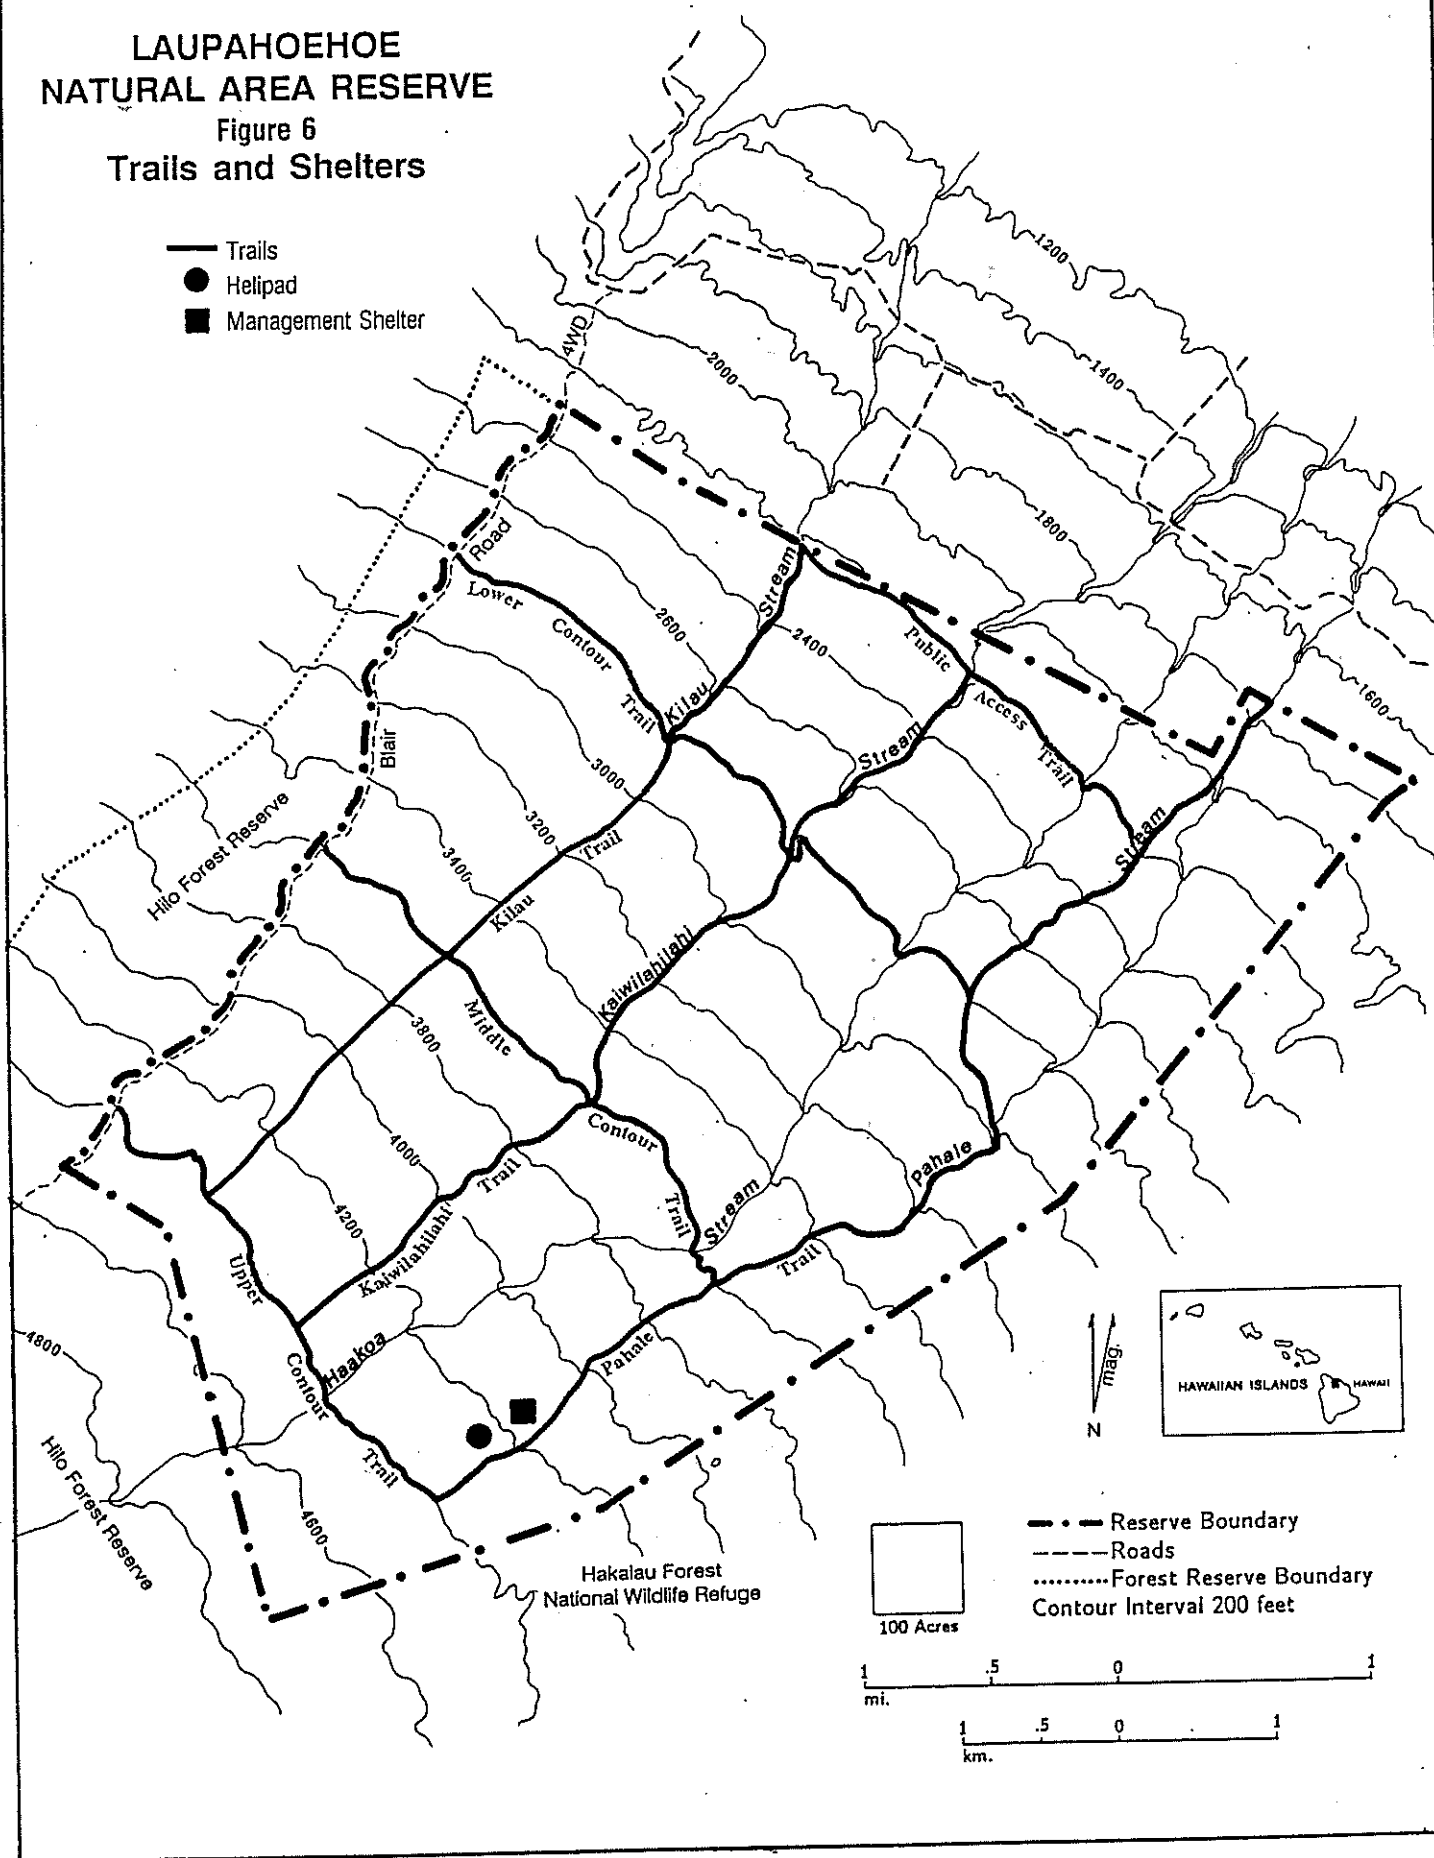 LAUPAHOEHOE
NATURAL AREA RESERVE
Figure 6
Trails and Shelters
Trails
Helipad
Management Shelter
1200
4WD
2000
1400
1800
Road
Lower
Contour
Trail
Stream
Kilau
2600
2400
Public
Access
Trail
1600
Blair
Stream
3000
3200
3400
Trail
Kilau
Stream
Hilo Forest Reserve
Kaiwilahilahi
Middle
3800
Contour
Trail
4000
4200
Trail
Kaiwilahilahi
Stream
Pahale
Trail
Upper
Contour
Trail
Haakoa
Pahale
4800
Hilo Forest Reserve
4600
mag.
N
HAWAIIAN ISLANDS
HAWAII
Hakalau Forest
National Wildlife Refuge
100 Acres
Reserve Boundary
Roads
Forest Reserve Boundary
Contour Interval 200 feet
1 .5 0 1
mi.
1 .5 0 1
km.